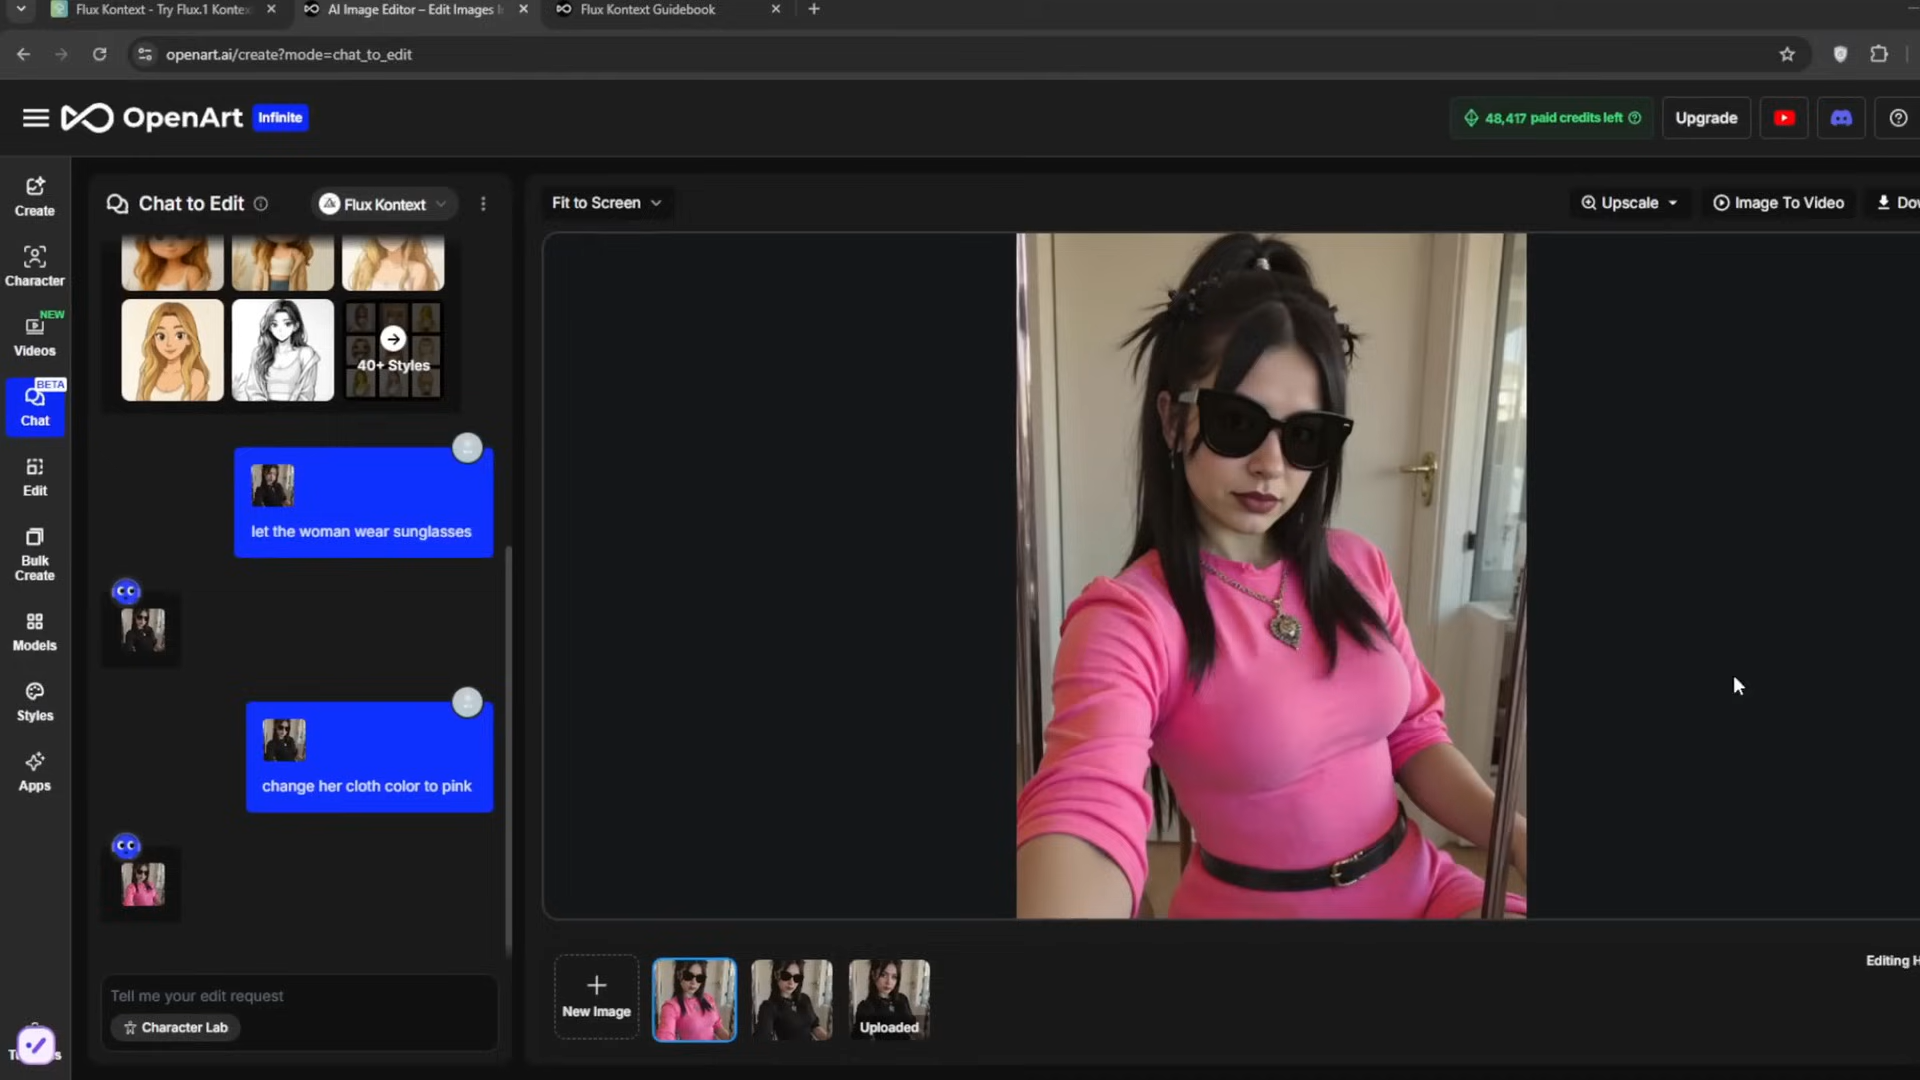 Flux Kontext - Try Flux.1 Konte
AI Image Editor – Edit Images I
Flux Kontext Guidebook
openart.ai/create?mode=chat_to_edit
OpenArt
Infinite
48,417 paid credits left
Upgrade
Create
Character
NEW
Videos
BETA
Chat
Edit
Bulk
Create
Models
Styles
Apps
Chat to Edit
Flux Kontext
40+ Styles
let the woman wear sunglasses
change her cloth color to pink
Tell me your edit request
Character Lab
Fit to Screen
Upscale
Image To Video
Dow
New Image
Uploaded
Editing H